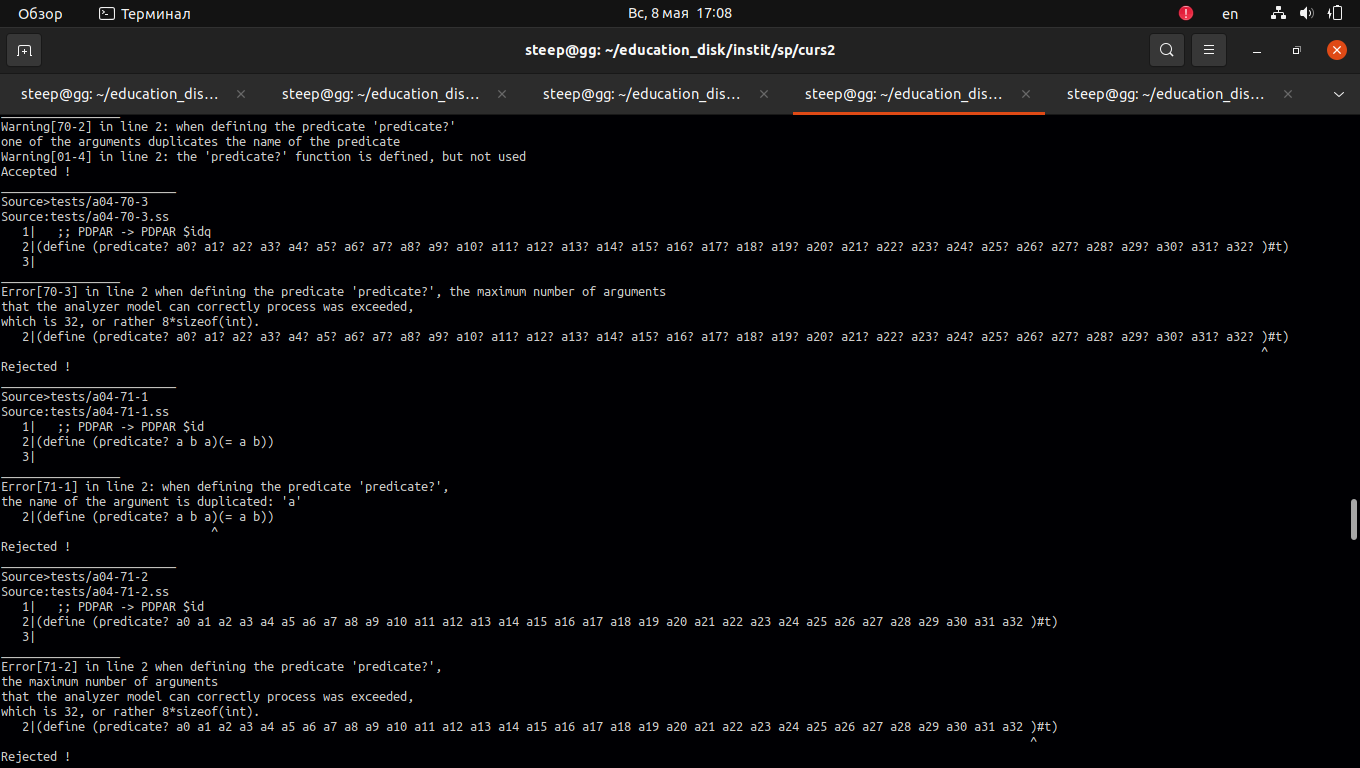 Обзор
Терминал
Вс, 8 мая 17:08
en
steep@gg: ~/education_disk/instit/sp/curs2
steep@gg: ~/education_dis…
steep@gg: ~/education_dis…
steep@gg: ~/education_dis…
steep@gg: ~/education_dis…
steep@gg: ~/education_dis…
Warning[70-2] in line 2: when defining the predicate 'predicate?'
one of the arguments duplicates the name of the predicate
Warning[01-4] in line 2: the 'predicate?' function is defined, but not used
Accepted !
Source>tests/a04-70-3
Source:tests/a04-70-3.ss
1|   ;; PDPAR -> PDPAR $idq
2|(define (predicate? a0? a1? a2? a3? a4? a5? a6? a7? a8? a9? a10? a11? a12? a13? a14? a15? a16? a17? a18? a19? a20? a21? a22? a23? a24? a25? a26? a27? a28? a29? a30? a31? a32? )#t)
3|
Error[70-3] in line 2 when defining the predicate 'predicate?', the maximum number of arguments
that the analyzer model can correctly process was exceeded,
which is 32, or rather 8*sizeof(int).
2|(define (predicate? a0? a1? a2? a3? a4? a5? a6? a7? a8? a9? a10? a11? a12? a13? a14? a15? a16? a17? a18? a19? a20? a21? a22? a23? a24? a25? a26? a27? a28? a29? a30? a31? a32? )#t)
^
Rejected !
Source>tests/a04-71-1
Source:tests/a04-71-1.ss
1|   ;; PDPAR -> PDPAR $id
2|(define (predicate? a b a)(= a b))
3|
Error[71-1] in line 2: when defining the predicate 'predicate?',
the name of the argument is duplicated: 'a'
2|(define (predicate? a b a)(= a b))
^
Rejected !
Source>tests/a04-71-2
Source:tests/a04-71-2.ss
1|   ;; PDPAR -> PDPAR $id
2|(define (predicate? a0 a1 a2 a3 a4 a5 a6 a7 a8 a9 a10 a11 a12 a13 a14 a15 a16 a17 a18 a19 a20 a21 a22 a23 a24 a25 a26 a27 a28 a29 a30 a31 a32 )#t)
3|
Error[71-2] in line 2 when defining the predicate 'predicate?',
the maximum number of arguments
that the analyzer model can correctly process was exceeded,
which is 32, or rather 8*sizeof(int).
2|(define (predicate? a0 a1 a2 a3 a4 a5 a6 a7 a8 a9 a10 a11 a12 a13 a14 a15 a16 a17 a18 a19 a20 a21 a22 a23 a24 a25 a26 a27 a28 a29 a30 a31 a32 )#t)
^
Rejected !